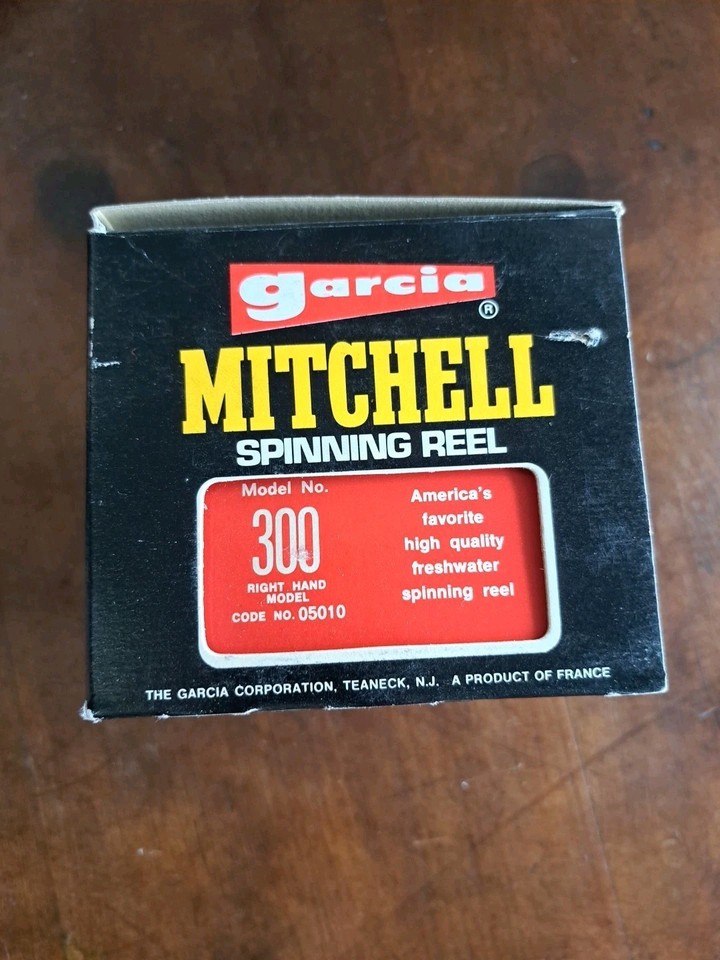 garcia
®
MITCHELL
SPINNING REEL
Model No.
300
RIGHT HAND
MODEL
CODE NO. 05010
America's
favorite
high quality
freshwater
spinning reel
THE GARCIA CORPORATION, TEANECK, N.J. A PRODUCT OF FRANCE